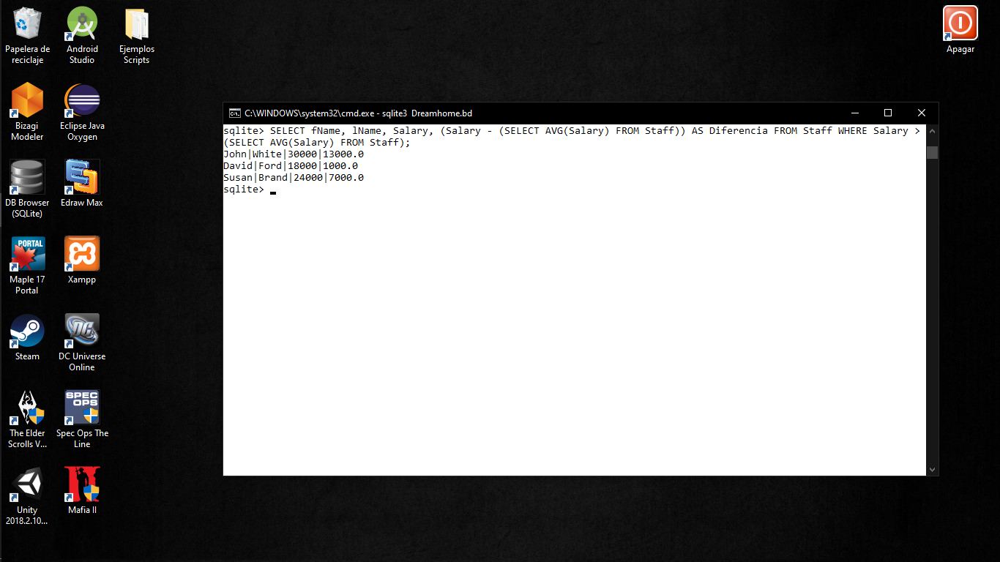 Papelera de
reciclaje
Android
Studio
Ejemplos
Scripts
Apagar
Bizagi
Modeler
Eclipse Java
Oxygen
DB Browser
(SQLite)
Edraw Max
PORTAL
Maple 17
Portal
Xampp
Steam
DC
DC Universe
Online
The Elder
Scrolls V...
SPEC
OPS
Spec Ops The
Line
Unity
2018.2.10...
II
Mafia II
C:\WINDOWS\system32\cmd.exe - sqlite3  Dreamhome.bd
sqlite> SELECT fName, lName, Salary, (Salary - (SELECT AVG(Salary) FROM Staff)) AS Diferencia FROM Staff WHERE Salary >
(SELECT AVG(Salary) FROM Staff);
John|White|30000|13000.0
David|Ford|18000|1000.0
Susan|Brand|24000|7000.0
sqlite>